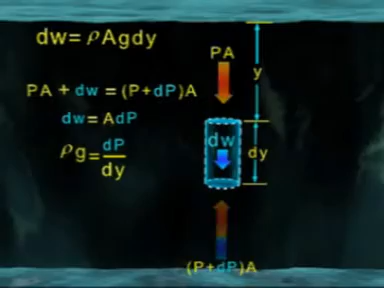 dw= ρAgdy
PA + dw = (P+dP)A
dw = AdP
ρg = dP/dy
PA
y
dw
dy
(P+dP)A